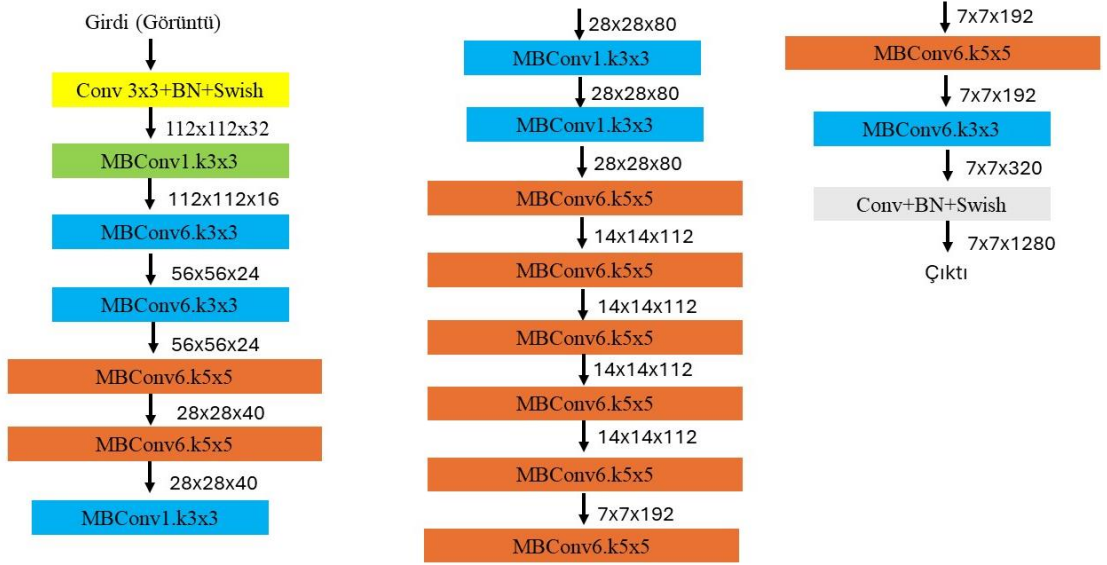 Girdi (Görüntü)
Conv 3x3+BN+Swish
112x112x32
MBConv1.k3x3
112x112x16
MBConv6.k3x3
56x56x24
MBConv6.k3x3
56x56x24
MBConv6.k5x5
28x28x40
MBConv6.k5x5
28x28x40
MBConv1.k3x3
28x28x80
MBConv1.k3x3
28x28x80
MBConv1.k3x3
28x28x80
MBConv6.k5x5
14x14x112
MBConv6.k5x5
14x14x112
MBConv6.k5x5
14x14x112
MBConv6.k5x5
14x14x112
MBConv6.k5x5
7x7x192
MBConv6.k5x5
7x7x192
MBConv6.k5x5
7x7x192
MBConv6.k3x3
7x7x320
Conv+BN+Swish
7x7x1280
Çıktı